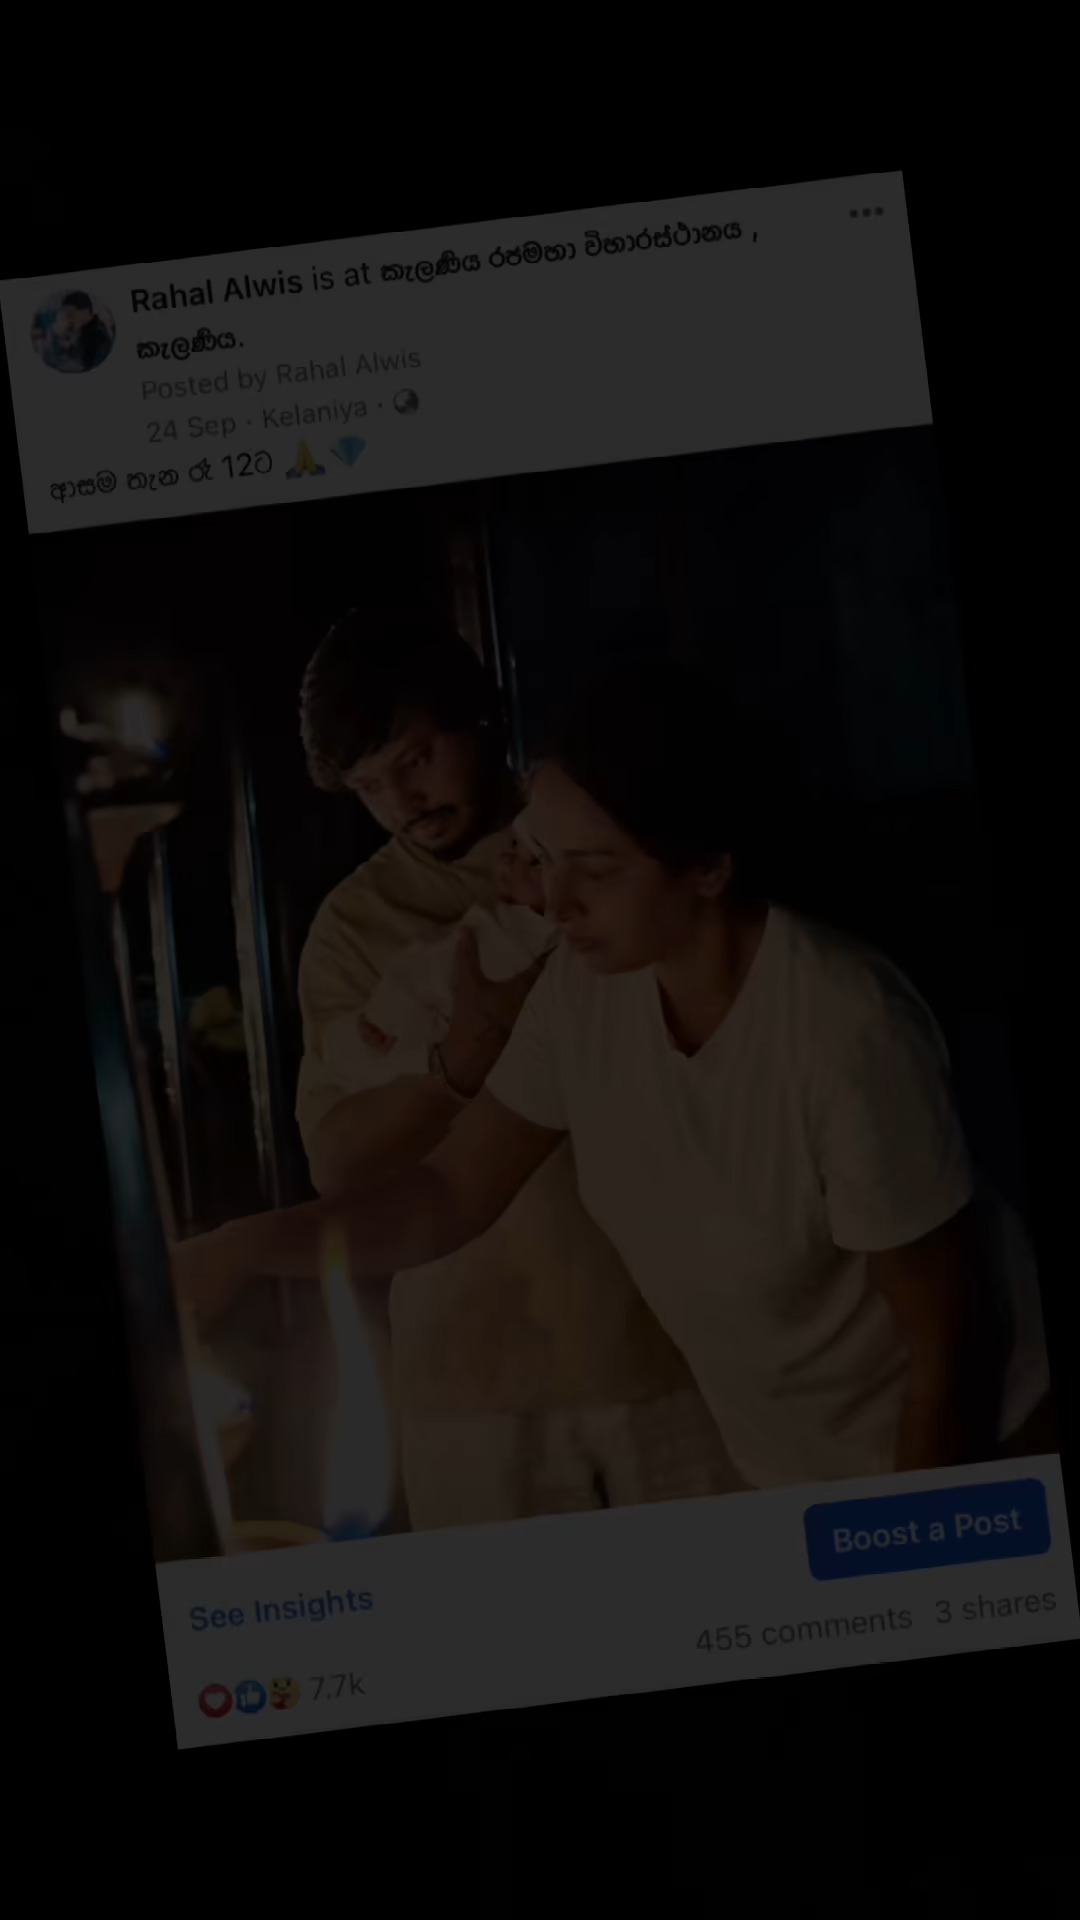 Rahal Alwis is at කැලණිය රජමහා විහාරස්ථානය ,
කැලණිය.
Posted by Rahal Alwis
24 Sep · Kelaniya ·
ආසම තැන රෑ 12ට 🙏💎
See Insights
Boost a Post
7.7k
455 comments 3 shares